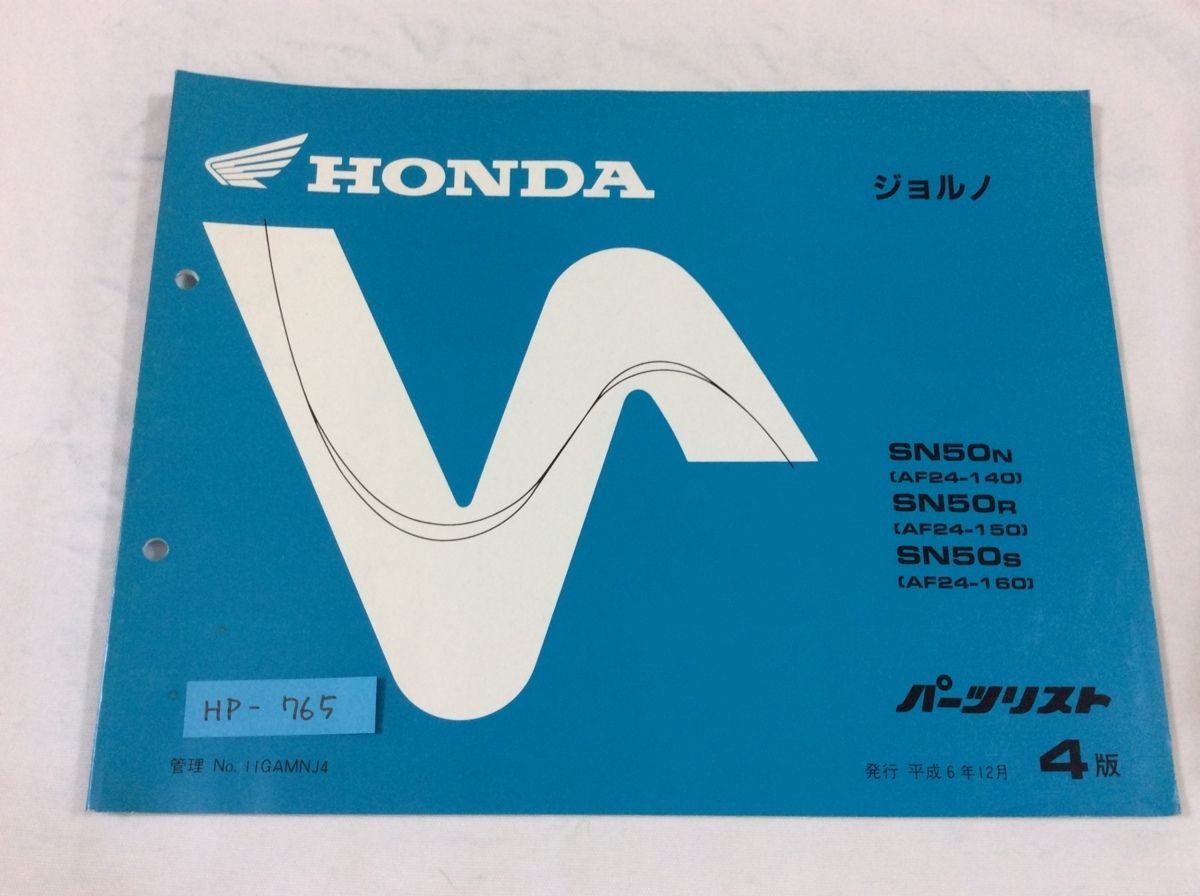 HONDA
ジョルノ
SN50N
(AF24-140)
SN50R
(AF24-150)
SN50S
(AF24-160)
パーツリスト
4版
発行 平成6年12月
HP-765
管理 No. 11GAMNJ4